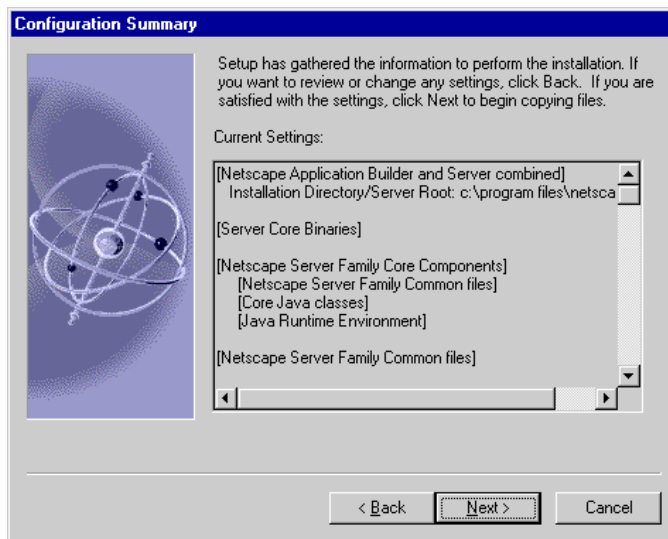 Configuration Summary
Setup has gathered the information to perform the installation. If
you want to review or change any settings, click Back. If you are
satisfied with the settings, click Next to begin copying files.
Current Settings:
[Netscape Application Builder and Server combined]
Installation Directory/Server Root: c:\program files\netsca
[Server Core Binaries]
[Netscape Server Family Core Components]
[Netscape Server Family Common files]
[Core Java classes]
[Java Runtime Environment]
[Netscape Server Family Common files]
< Back
Next >
Cancel